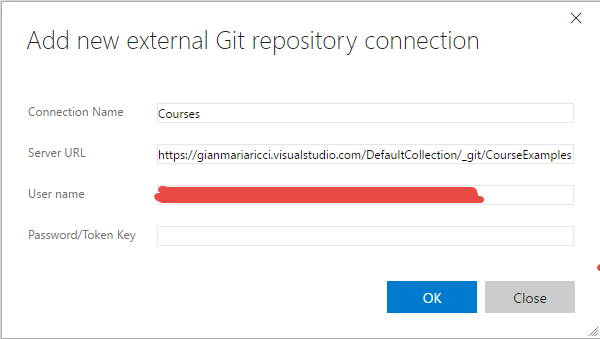 Add new external Git repository connection
Connection Name
Courses
Server URL
https://gianmariaricci.visualstudio.com/DefaultCollection/_git/CourseExamples
User name
Password/Token Key
OK
Close